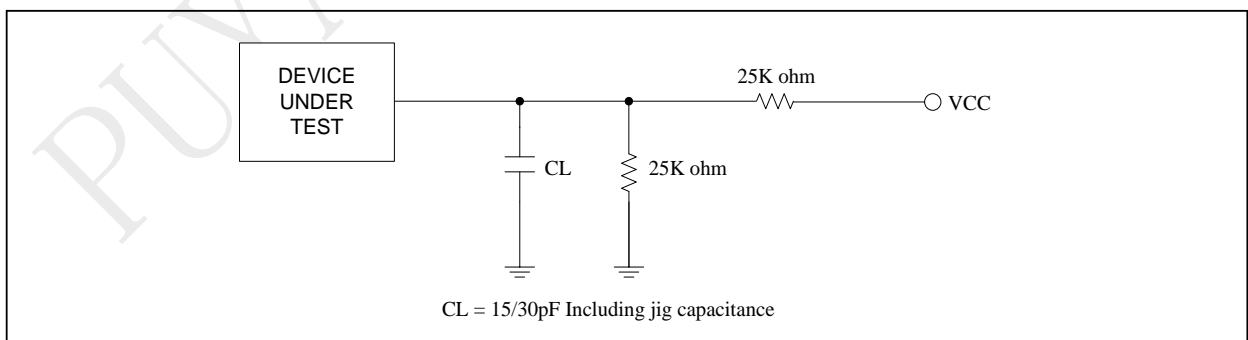 DEVICE
UNDER
TEST
25K ohm
VCC
CL
25K ohm
CL = 15/30pF Including jig capacitance